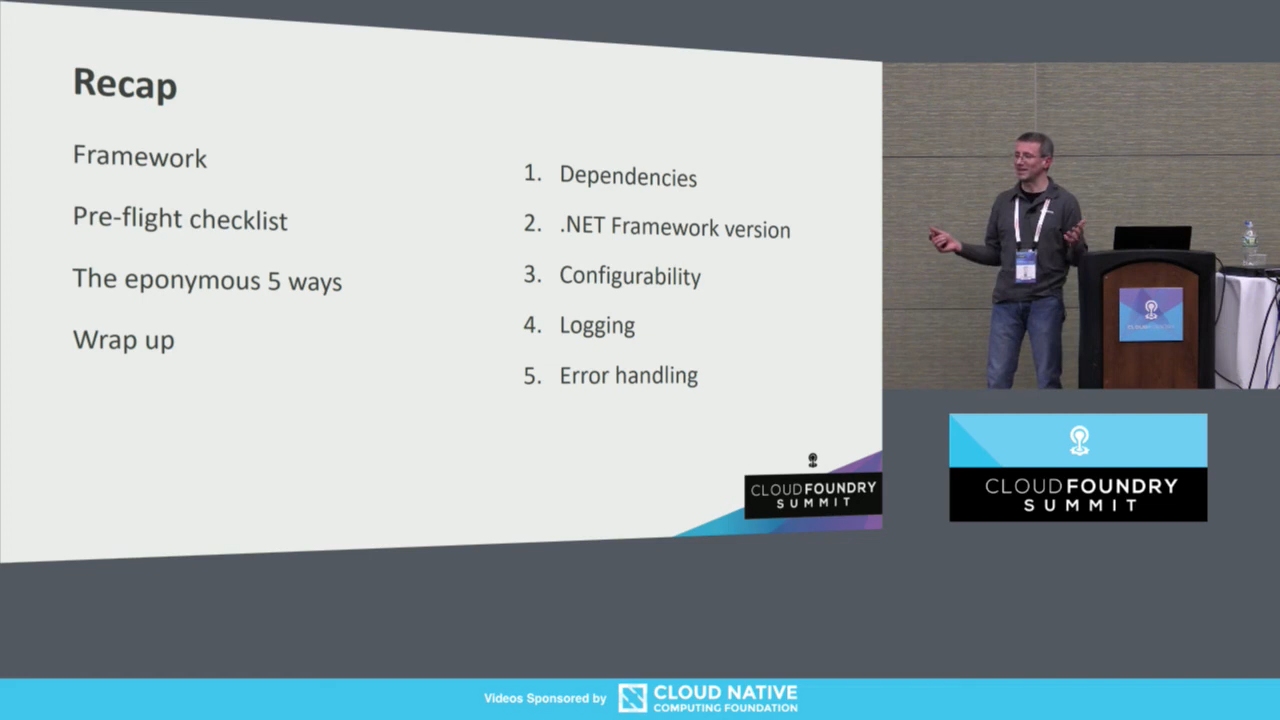 Recap
Framework
Pre-flight checklist
The eponymous 5 ways
Wrap up
1. Dependencies
2. .NET Framework version
3. Configurability
4. Logging
5. Error handling
CLOUDFOUNDRY
SUMMIT
CLOUDFOUNDRY
SUMMIT
Videos Sponsored by
CLOUD NATIVE
COMPUTING FOUNDATION